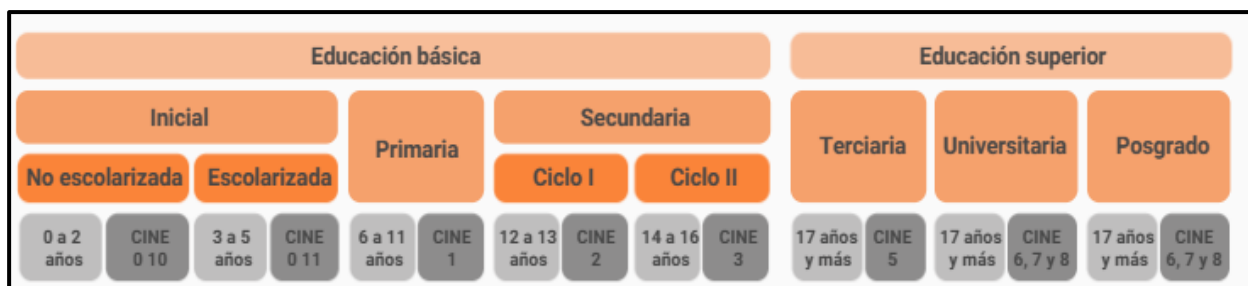 Educación básica
Educación superior
Inicial
Primaria
Secundaria
Terciaria
Universitaria
Posgrado
No escolarizada
Escolarizada
Ciclo I
Ciclo II
0 a 2
años
CINE
0 10
3 a 5
años
CINE
0 11
6 a 11
años
CINE
1
12 a 13
años
CINE
2
14 a 16
años
CINE
3
17 años
y más
CINE
5
17 años
y más
CINE
6, 7 y 8
17 años
y más
CINE
6, 7 y 8